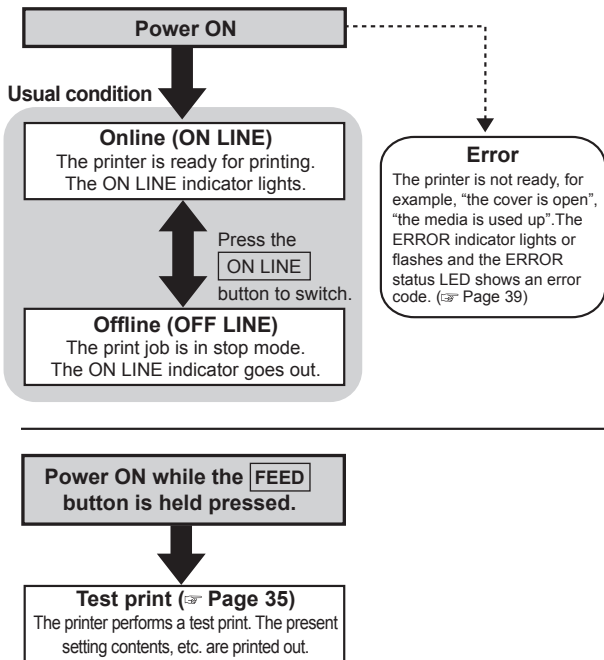 Power ON
Usual condition
Online (ON LINE)
The printer is ready for printing.
The ON LINE indicator lights.
Press the
ON LINE
button to switch.
Offline (OFF LINE)
The print job is in stop mode.
The ON LINE indicator goes out.
Error
The printer is not ready, for
example, “the cover is open”,
“the media is used up”.The
ERROR indicator lights or
flashes and the ERROR
status LED shows an error
code. (☞ Page 39)
Power ON while the FEED
button is held pressed.
Test print (☞ Page 35)
The printer performs a test print. The present
setting contents, etc. are printed out.